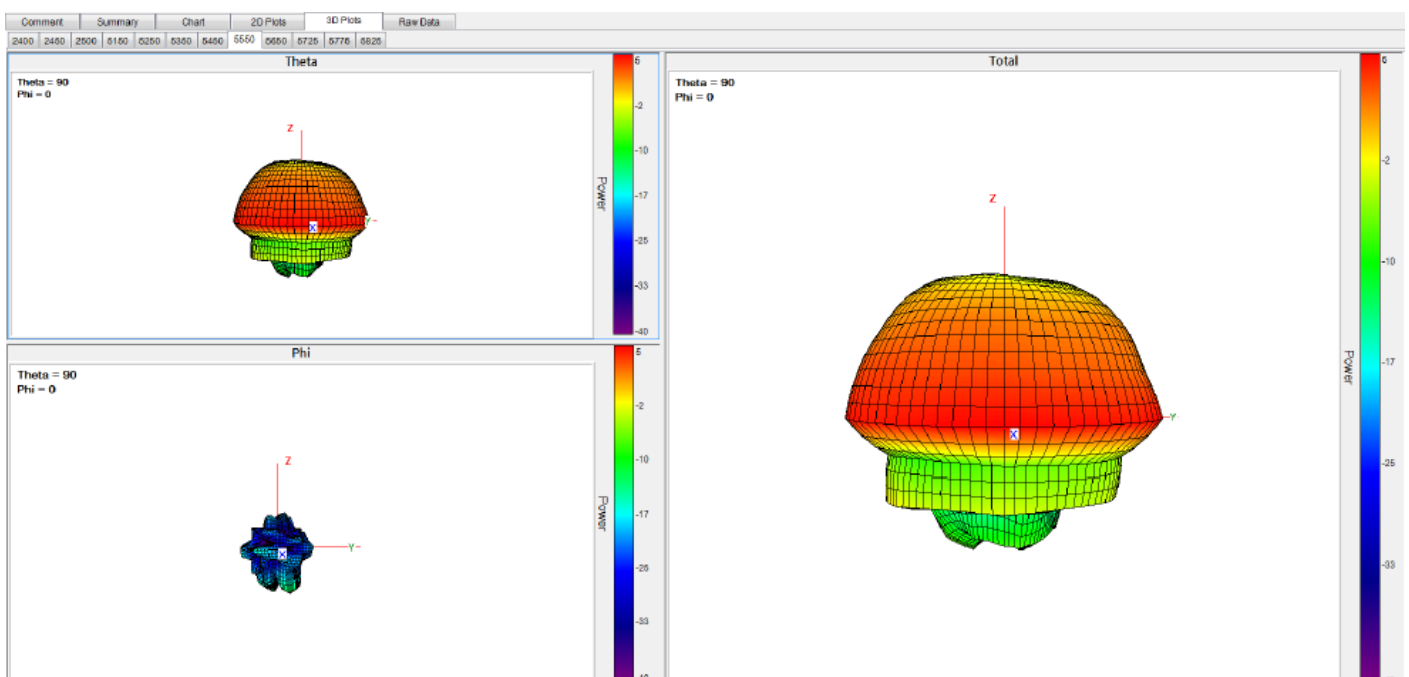 Comment Summary Chart 2D Plots 3D Plots Raw Data
2400 2450 2500 5150 5250 5350 5450 5550 5650 5725 5775 5825
Theta
Theta = 90
Phi = 0
Z
X
Y
5
-2
-10
-17
-25
-33
-40
Power
Phi
Theta = 90
Phi = 0
Z
X
Y
5
-2
-10
-17
-25
-33
Power
Total
Theta = 90
Phi = 0
Z
X
Y
-2
-10
-17
-25
-33
Power